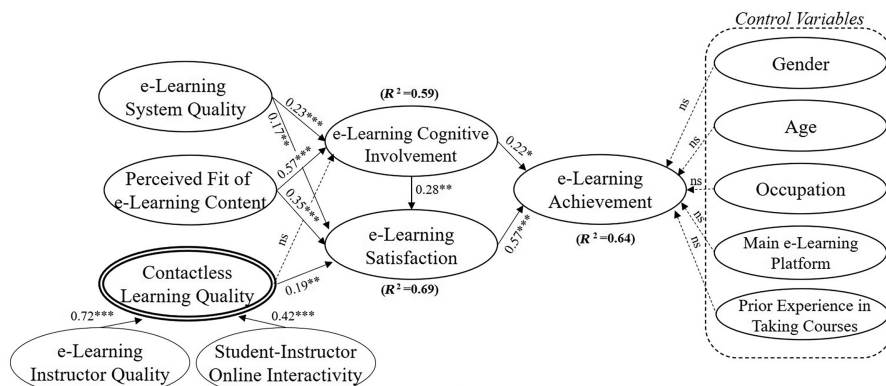 Control Variables
Gender
Age
Occupation
Main e-Learning
Platform
Prior Experience in
Taking Courses
ns
ns
ns
ns
ns
e-Learning
System Quality
Perceived Fit of
e-Learning Content
Contactless
Learning Quality
e-Learning
Instructor Quality
Student-Instructor
Online Interactivity
0.72***
0.42***
0.23***
0.17**
0.57***
0.35***
ns
0.19**
(R²=0.59)
e-Learning Cognitive
Involvement
0.28**
e-Learning
Satisfaction
(R²=0.69)
0.22*
0.57***
e-Learning
Achievement
(R²=0.64)